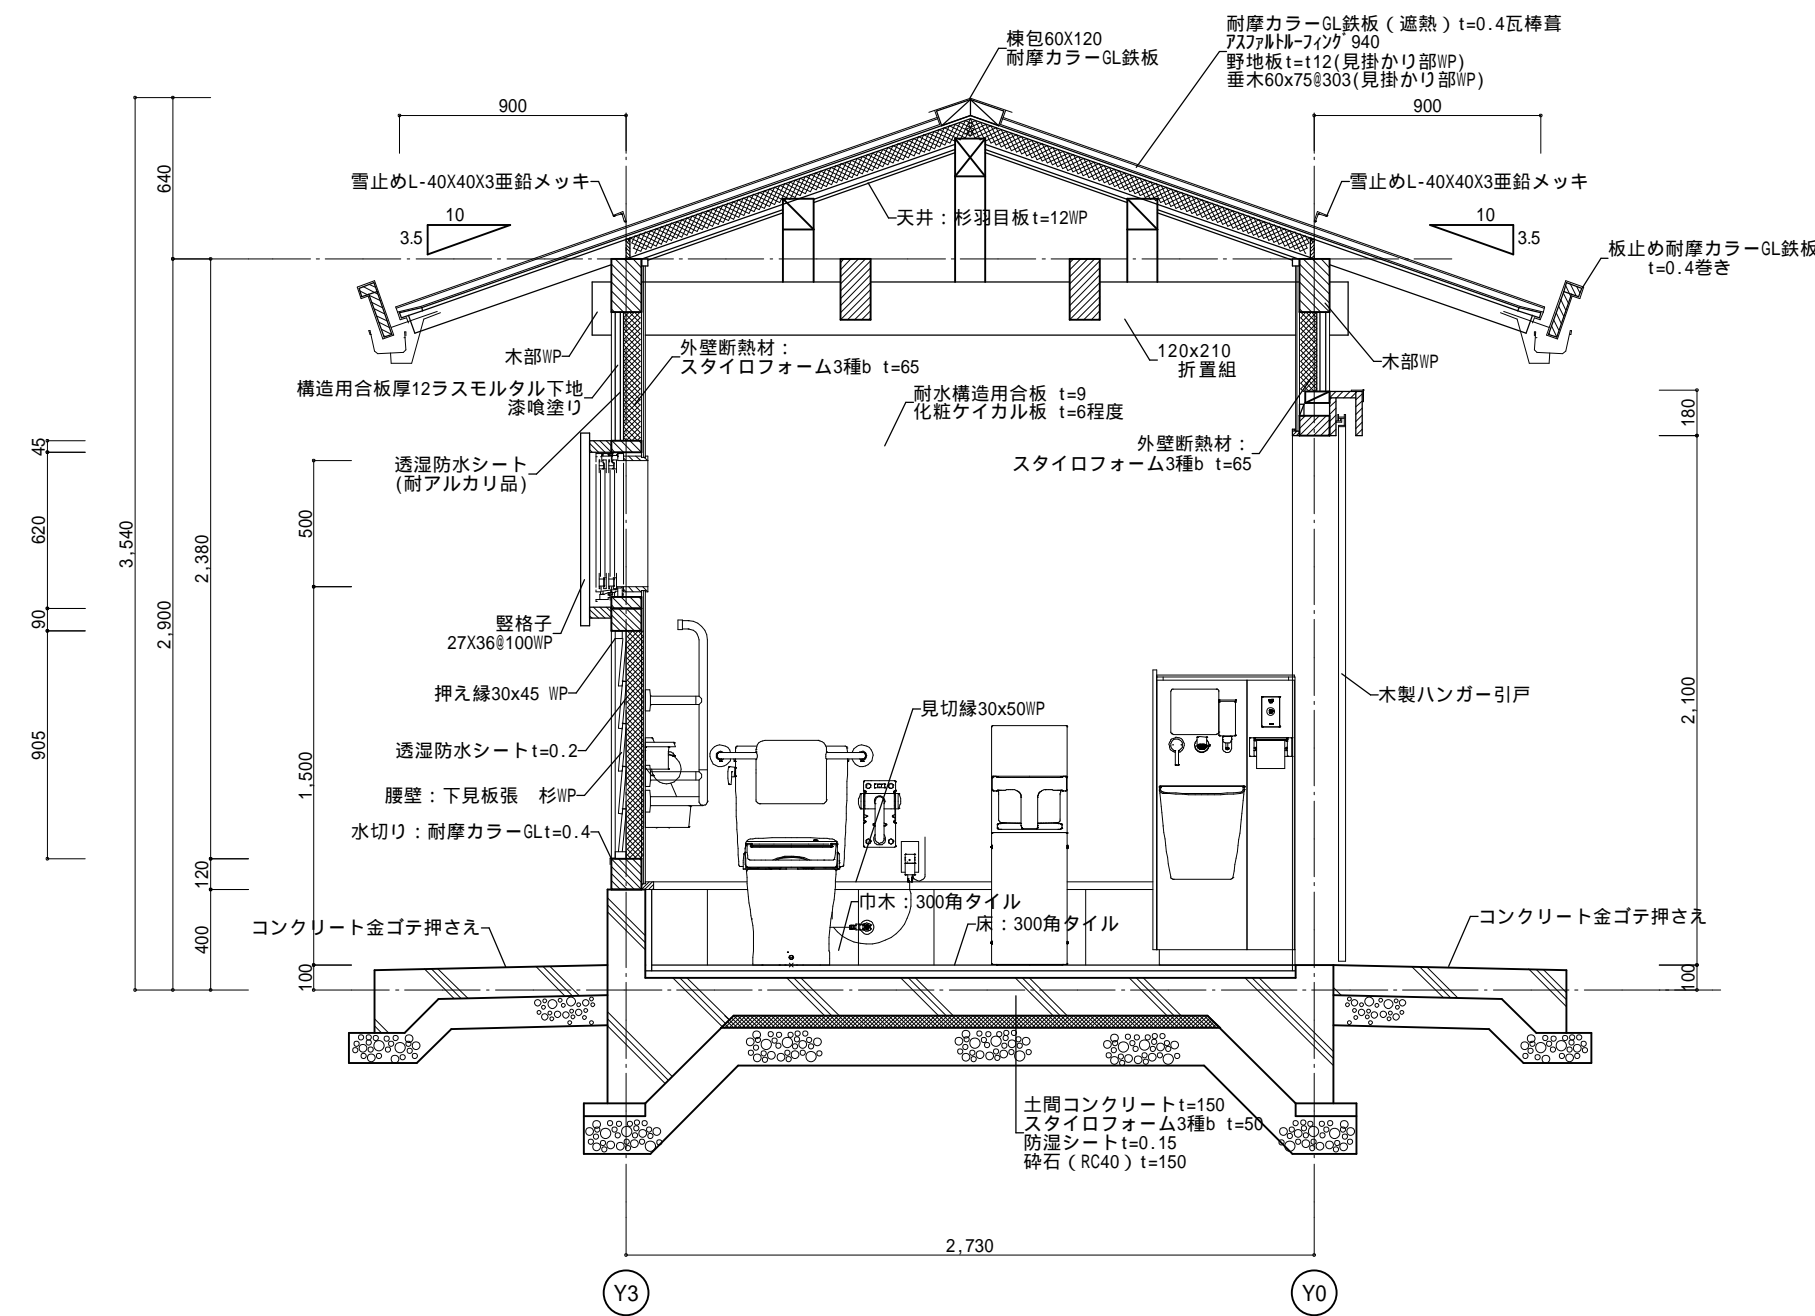 棟包60X120
耐摩カラーGL鉄板
耐摩カラーGL鉄板（遮熱）t=0.4瓦棒葺
ｱｽﾌｧﾙﾄﾙｰﾌｨﾝｸﾞ940
野地板t=t12(見掛かり部WP)
垂木60x75@303(見掛かり部WP)
900
900
640
雪止めL-40X40X3亜鉛メッキ
雪止めL-40X40X3亜鉛メッキ
10
3.5
10
3.5
天井：杉羽目板t=12WP
板止め耐摩カラーGL鉄板
t=0.4巻き
木部WP
外壁断熱材：
スタイロフォーム3種b t=65
120x210
折置組
木部WP
構造用合板厚12ラスモルタル下地
漆喰塗り
耐水構造用合板 t=9
化粧ケイカル板 t=6程度
180
外壁断熱材：
スタイロフォーム3種b t=65
透湿防水シート
(耐アルカリ品)
45
620
90
905
3,540
2,900
2,380
500
1,500
竪格子
27X36@100WP
押え縁30x45 WP
見切縁30x50WP
木製ハンガー引戸
2,100
透湿防水シートt=0.2
腰壁：下見板張　杉WP
水切り：耐摩カラーGLt=0.4
120
400
100
巾木：300角タイル
床：300角タイル
コンクリート金ゴテ押さえ
コンクリート金ゴテ押さえ
100
土間コンクリートt=150
スタイロフォーム3種b t=50
防湿シートt=0.15
砕石（RC40）t=150
2,730
Y3
Y0